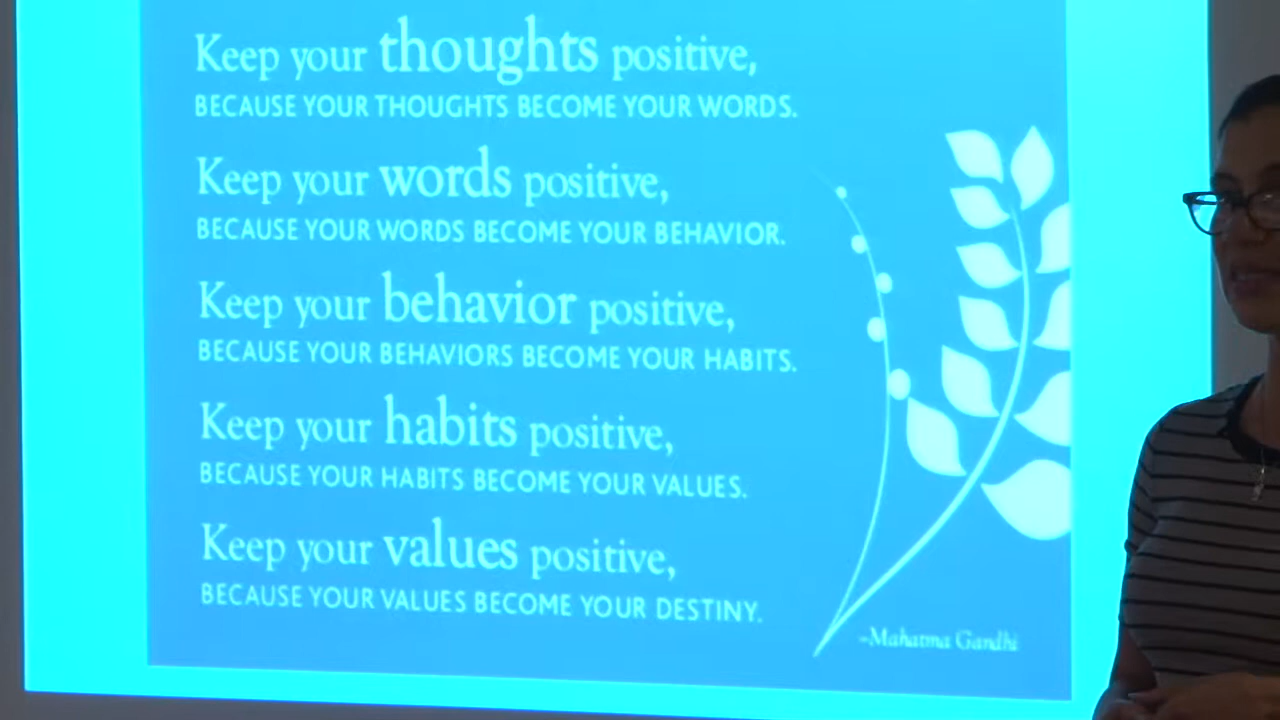 Keep your thoughts positive,
BECAUSE YOUR THOUGHTS BECOME YOUR WORDS.
Keep your words positive,
BECAUSE YOUR WORDS BECOME YOUR BEHAVIOR.
Keep your behavior positive,
BECAUSE YOUR BEHAVIORS BECOME YOUR HABITS.
Keep your habits positive,
BECAUSE YOUR HABITS BECOME YOUR VALUES.
Keep your values positive,
BECAUSE YOUR VALUES BECOME YOUR DESTINY.
–Mahatma Gandhi